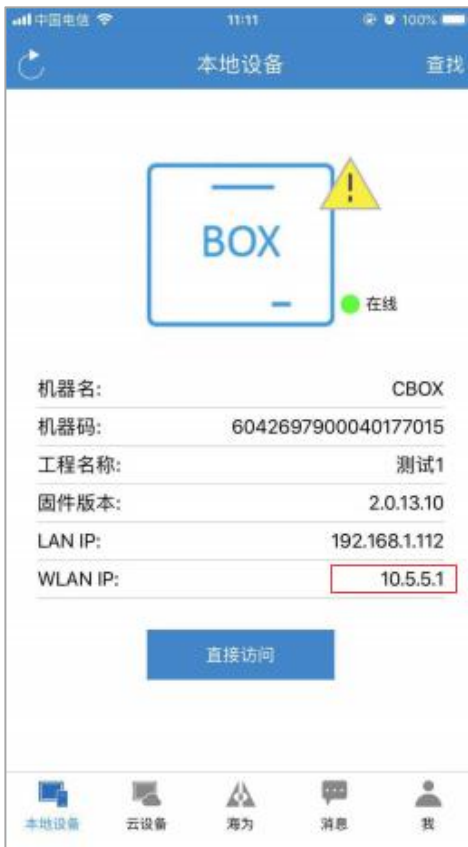 中国电信 11:11 100%
本地设备 查找
BOX
在线
机器名: CBOX
机器码: 6042697900040177015
工程名称: 测试1
固件版本: 2.0.13.10
LAN IP: 192.168.1.112
WLAN IP: 10.5.5.1
直接访问
本地设备 云设备 海为 消息 我